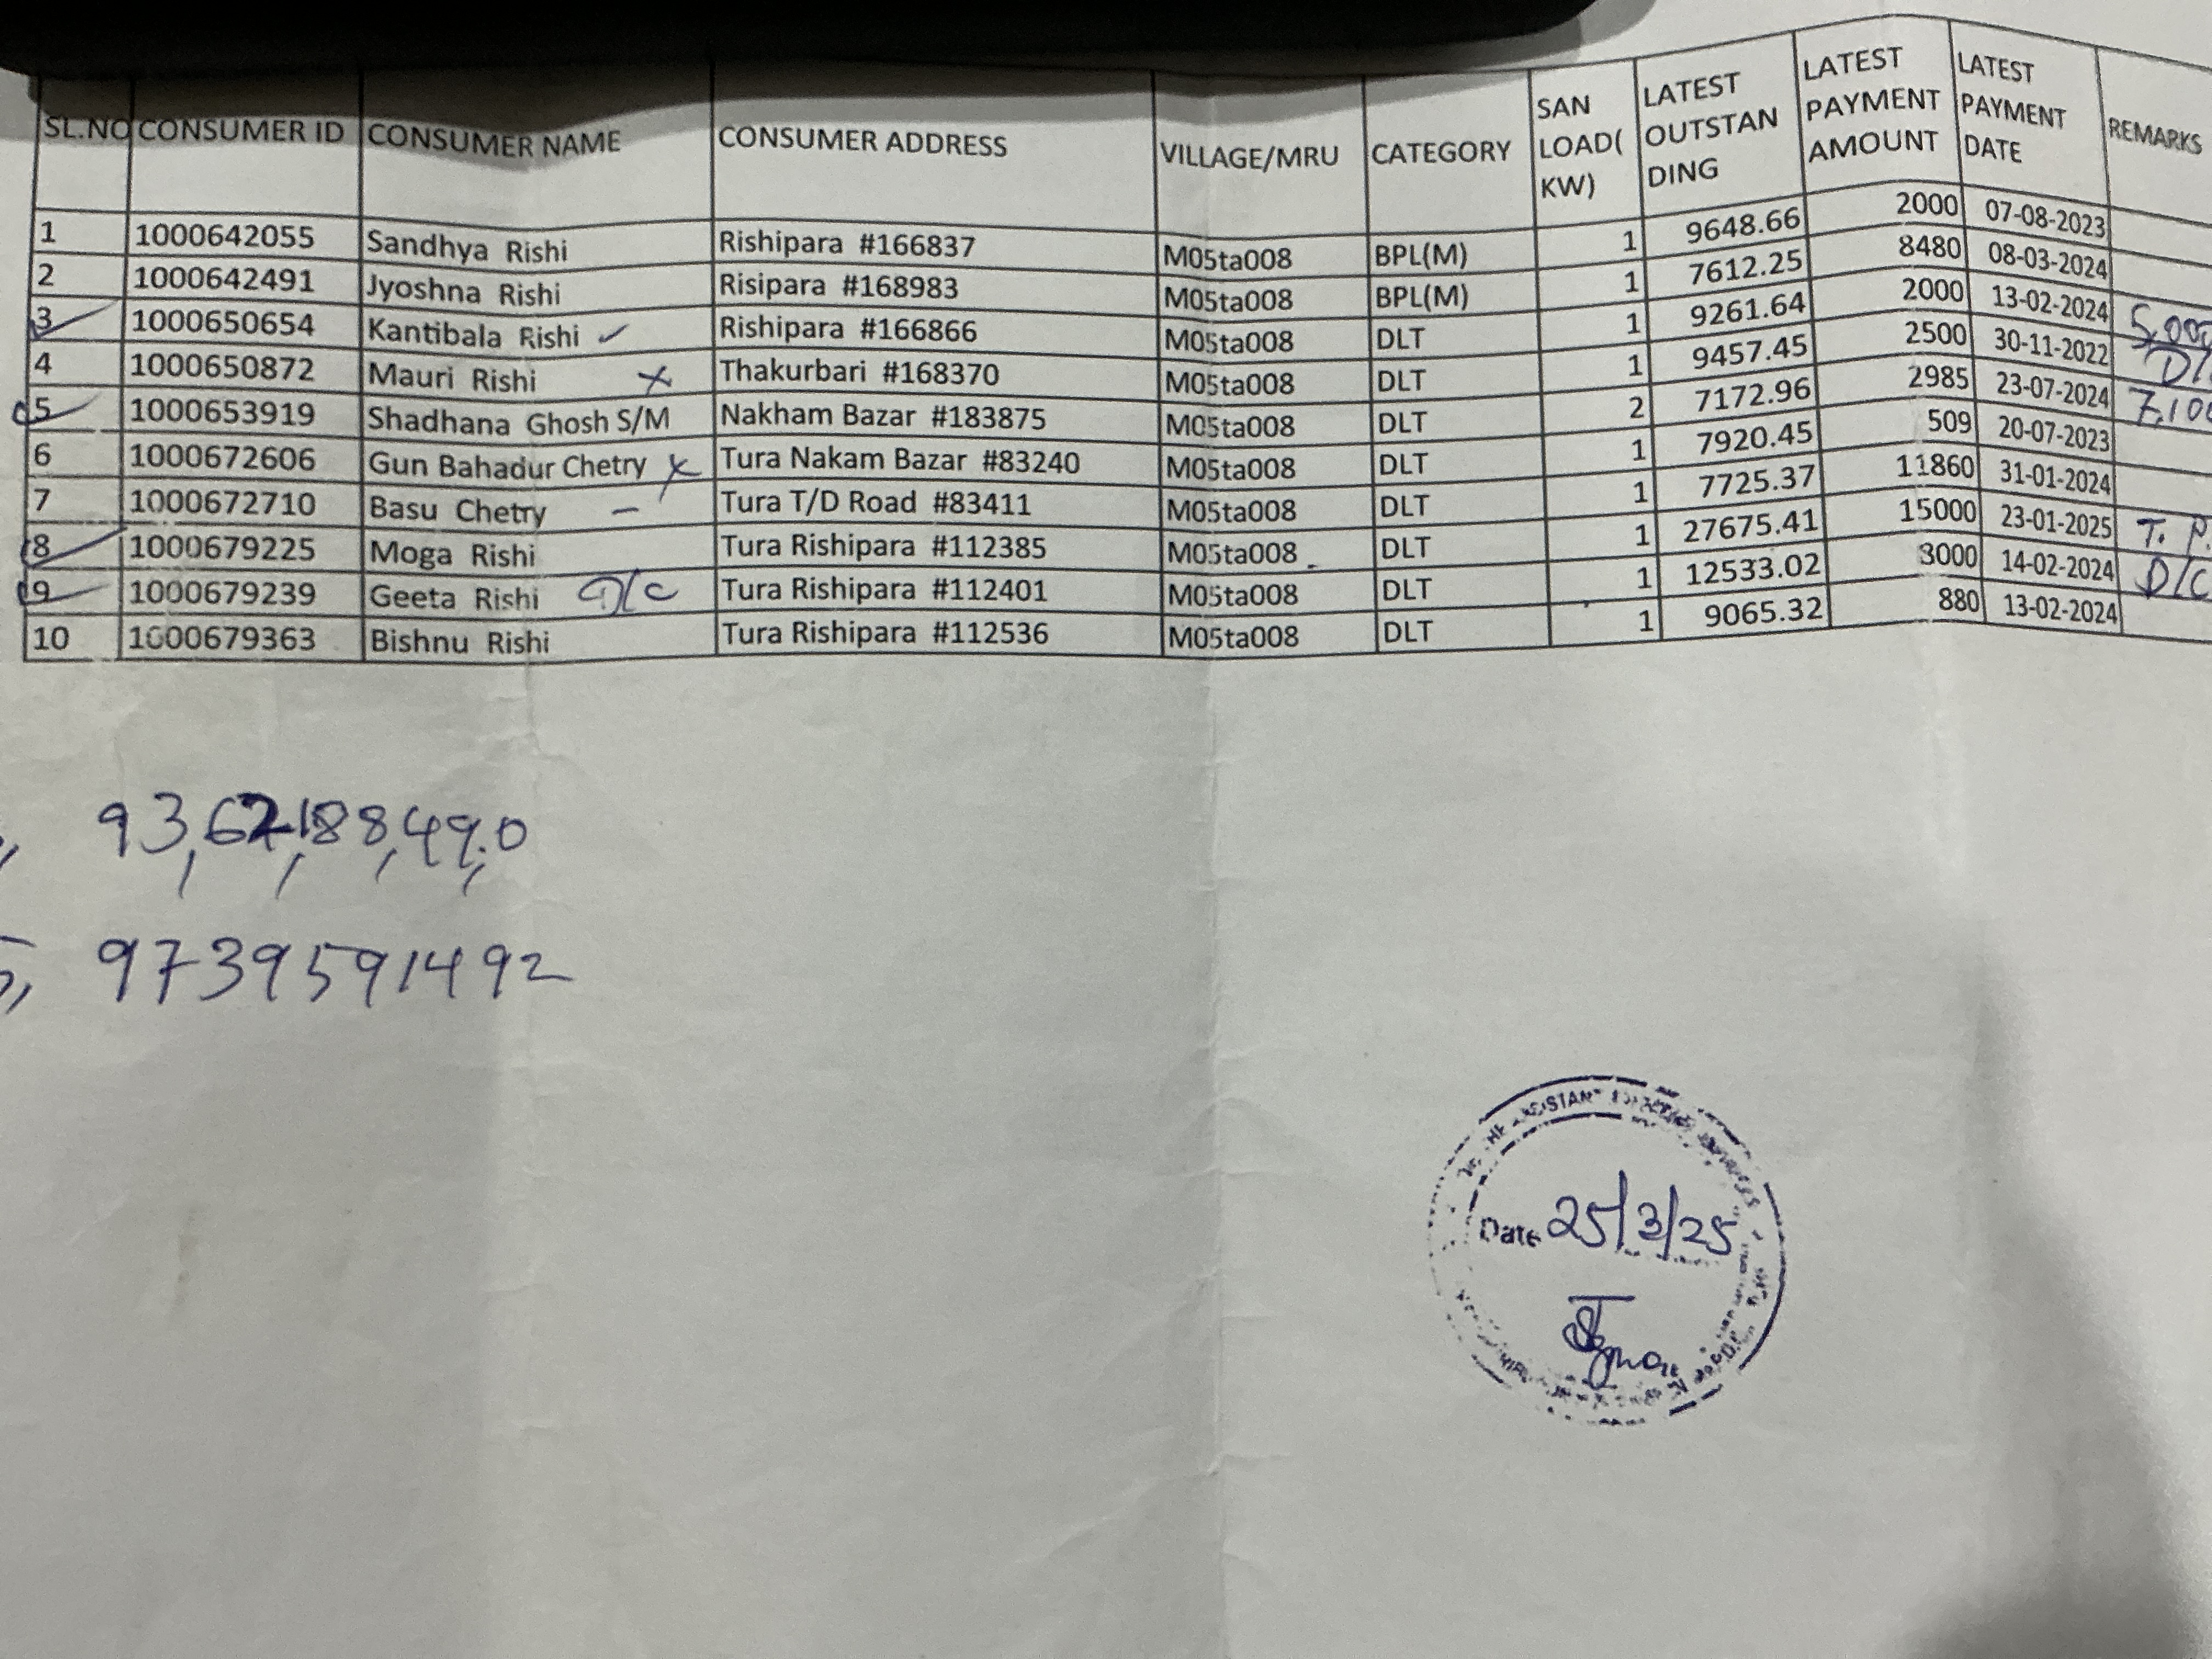 SL.NO CONSUMER ID CONSUMER NAME CONSUMER ADDRESS VILLAGE/MRU CATEGORY SAN LOAD( KW) LATEST OUTSTAN DING LATEST PAYMENT AMOUNT LATEST PAYMENT DATE REMARKS
1 1000642055 Sandhya Rishi Rishipara #166837 M05ta008 BPL(M) 1 9648.66 2000 07-08-2023
2 1000642491 Jyoshna Rishi Risipara #168983 M05ta008 BPL(M) 1 7612.25 8480 08-03-2024
3 1000650654 Kantibala Rishi ✓ Rishipara #166866 M05ta008 DLT 1 9261.64 2000 13-02-2024
4 1000650872 Mauri Rishi x Thakurbari #168370 M05ta008 DLT 1 9457.45 2500 30-11-2022
5 1000653919 Shadhana Ghosh S/M Nakham Bazar #183875 M05ta008 DLT 2 7172.96 2985 23-07-2024
6 1000672606 Gun Bahadur Chetry x Tura Nakam Bazar #83240 M05ta008 DLT 1 7920.45 509 20-07-2023
7 1000672710 Basu Chetry - Tura T/D Road #83411 M05ta008 DLT 1 7725.37 11860 31-01-2024
8 1000679225 Moga Rishi Tura Rishipara #112385 M05ta008 DLT 1 27675.41 15000 23-01-2025 T. P.
9 1000679239 Geeta Rishi D/C Tura Rishipara #112401 M05ta008 DLT 1 12533.02 3000 14-02-2024 D/C
10 1000679363 Bishnu Rishi Tura Rishipara #112536 M05ta008 DLT 1 9065.32 880 13-02-2024
93,62,188,49,0
5, 9739591492
Date 25/3/25